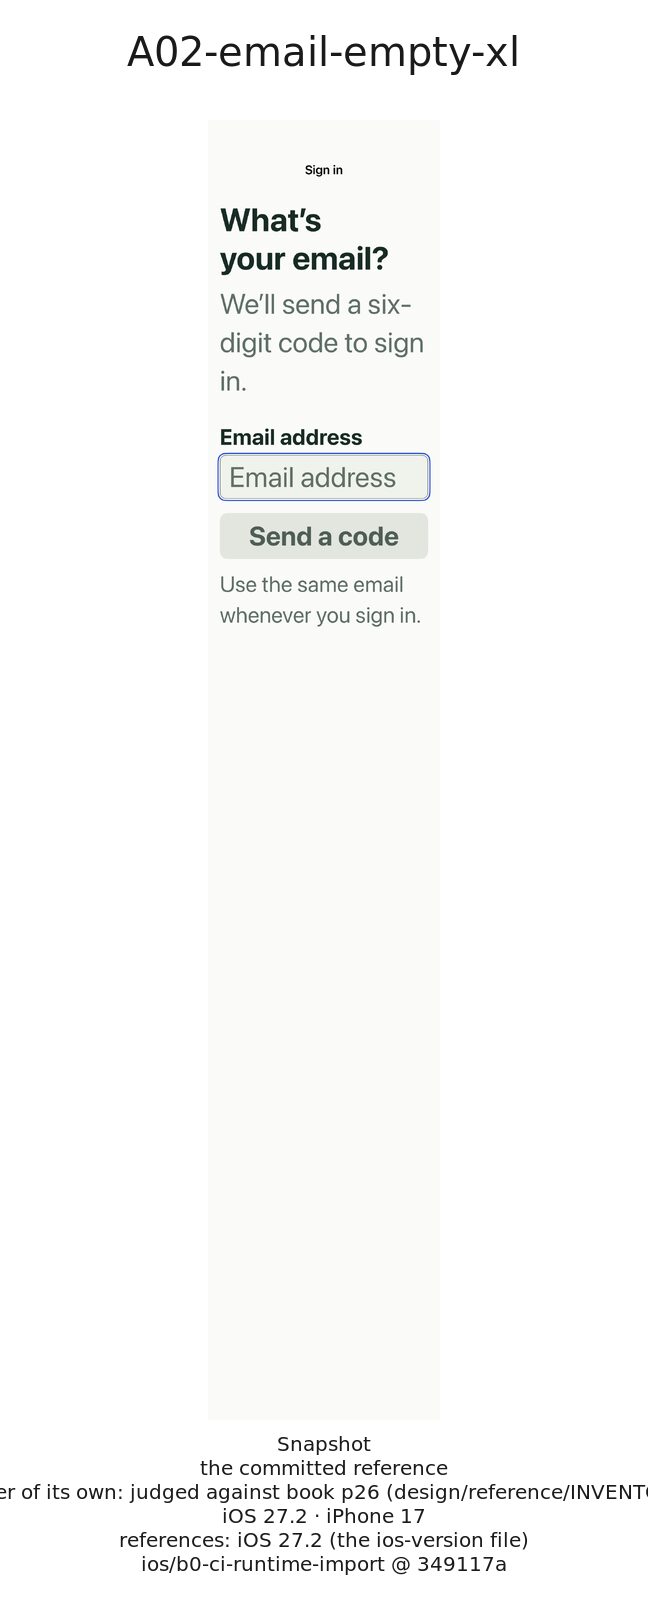 A02-email-empty-xl
Sign in
What's
your email?
We'll send a six-
digit code to sign
in.
Email address
Email address
Send a code
Use the same email
whenever you sign in.
Snapshot
the committed reference
of its own: judged against book p26 (design/reference/
iOS 27.2 · iPhone 17
references: iOS 27.2 (the ios-version file)
ios/b0-ci-runtime-import @ 349117a